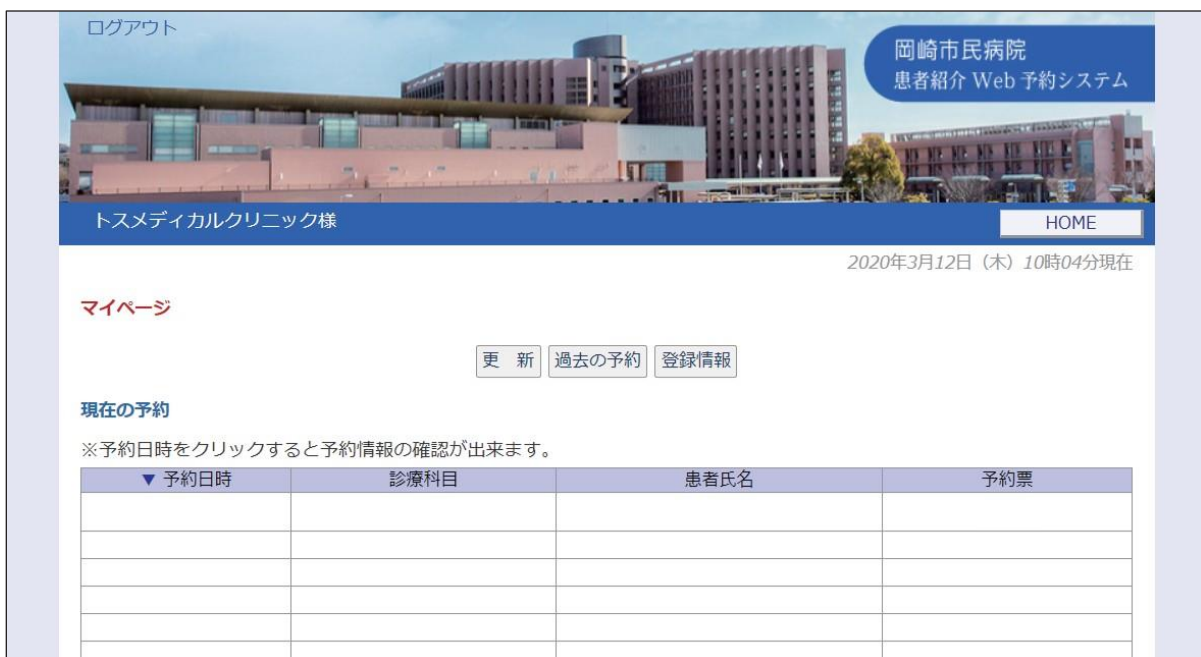 ログアウト
岡崎市民病院
患者紹介 Web 予約システム
トスメディカルクリニック様
HOME
2020年3月12日（木）10時04分現在
マイページ
更　新 過去の予約 登録情報
現在の予約
※予約日時をクリックすると予約情報の確認が出来ます。
▼ 予約日時 診療科目 患者氏名 予約票